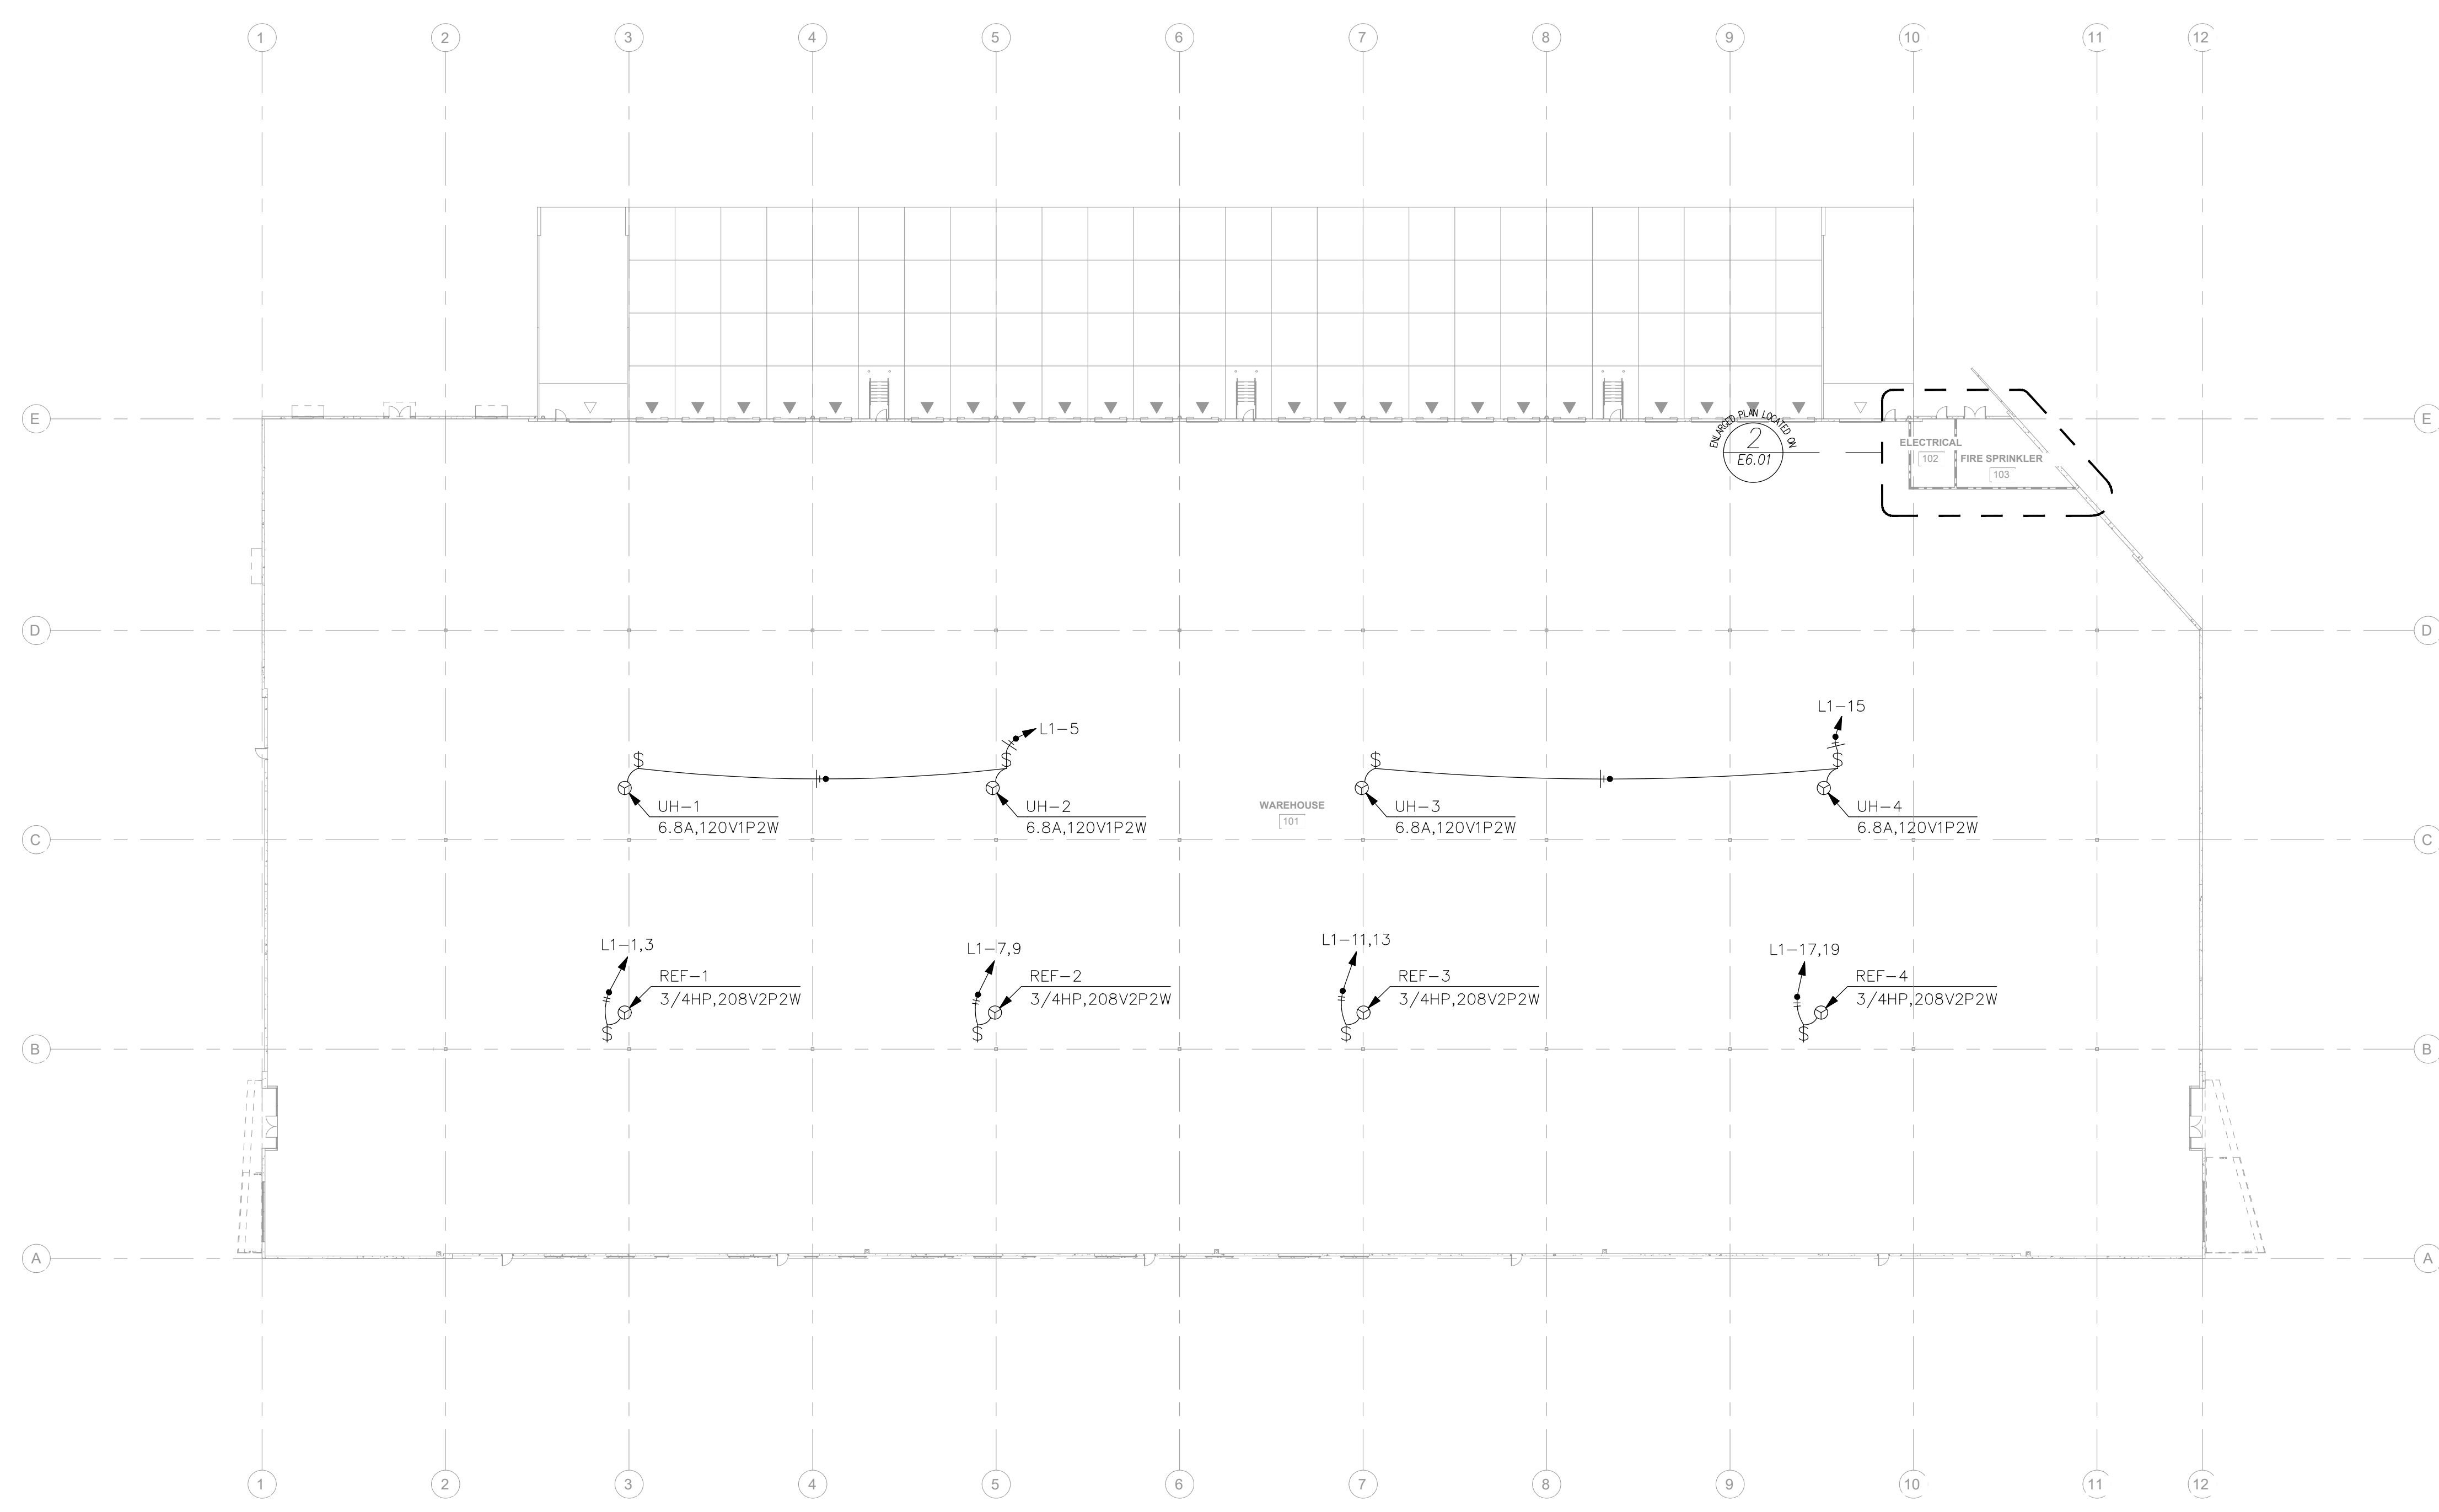 1 2 3 4 5 6 7 8 9 10 11 12
E E
ENLARGED PLAN LOCATED ON
2
E6.01
ELECTRICAL
102
FIRE SPRINKLER
103
D D
L1-5
L1-15
$ $ $ $
UH-1
6.8A,120V1P2W
UH-2
6.8A,120V1P2W
WAREHOUSE
101
UH-3
6.8A,120V1P2W
UH-4
6.8A,120V1P2W
C C
L1-1,3
REF-1
3/4HP,208V2P2W
L1-7,9
REF-2
3/4HP,208V2P2W
L1-11,13
REF-3
3/4HP,208V2P2W
L1-17,19
REF-4
3/4HP,208V2P2W
$ $ $ $
B B
A A
1 2 3 4 5 6 7 8 9 10 11 12